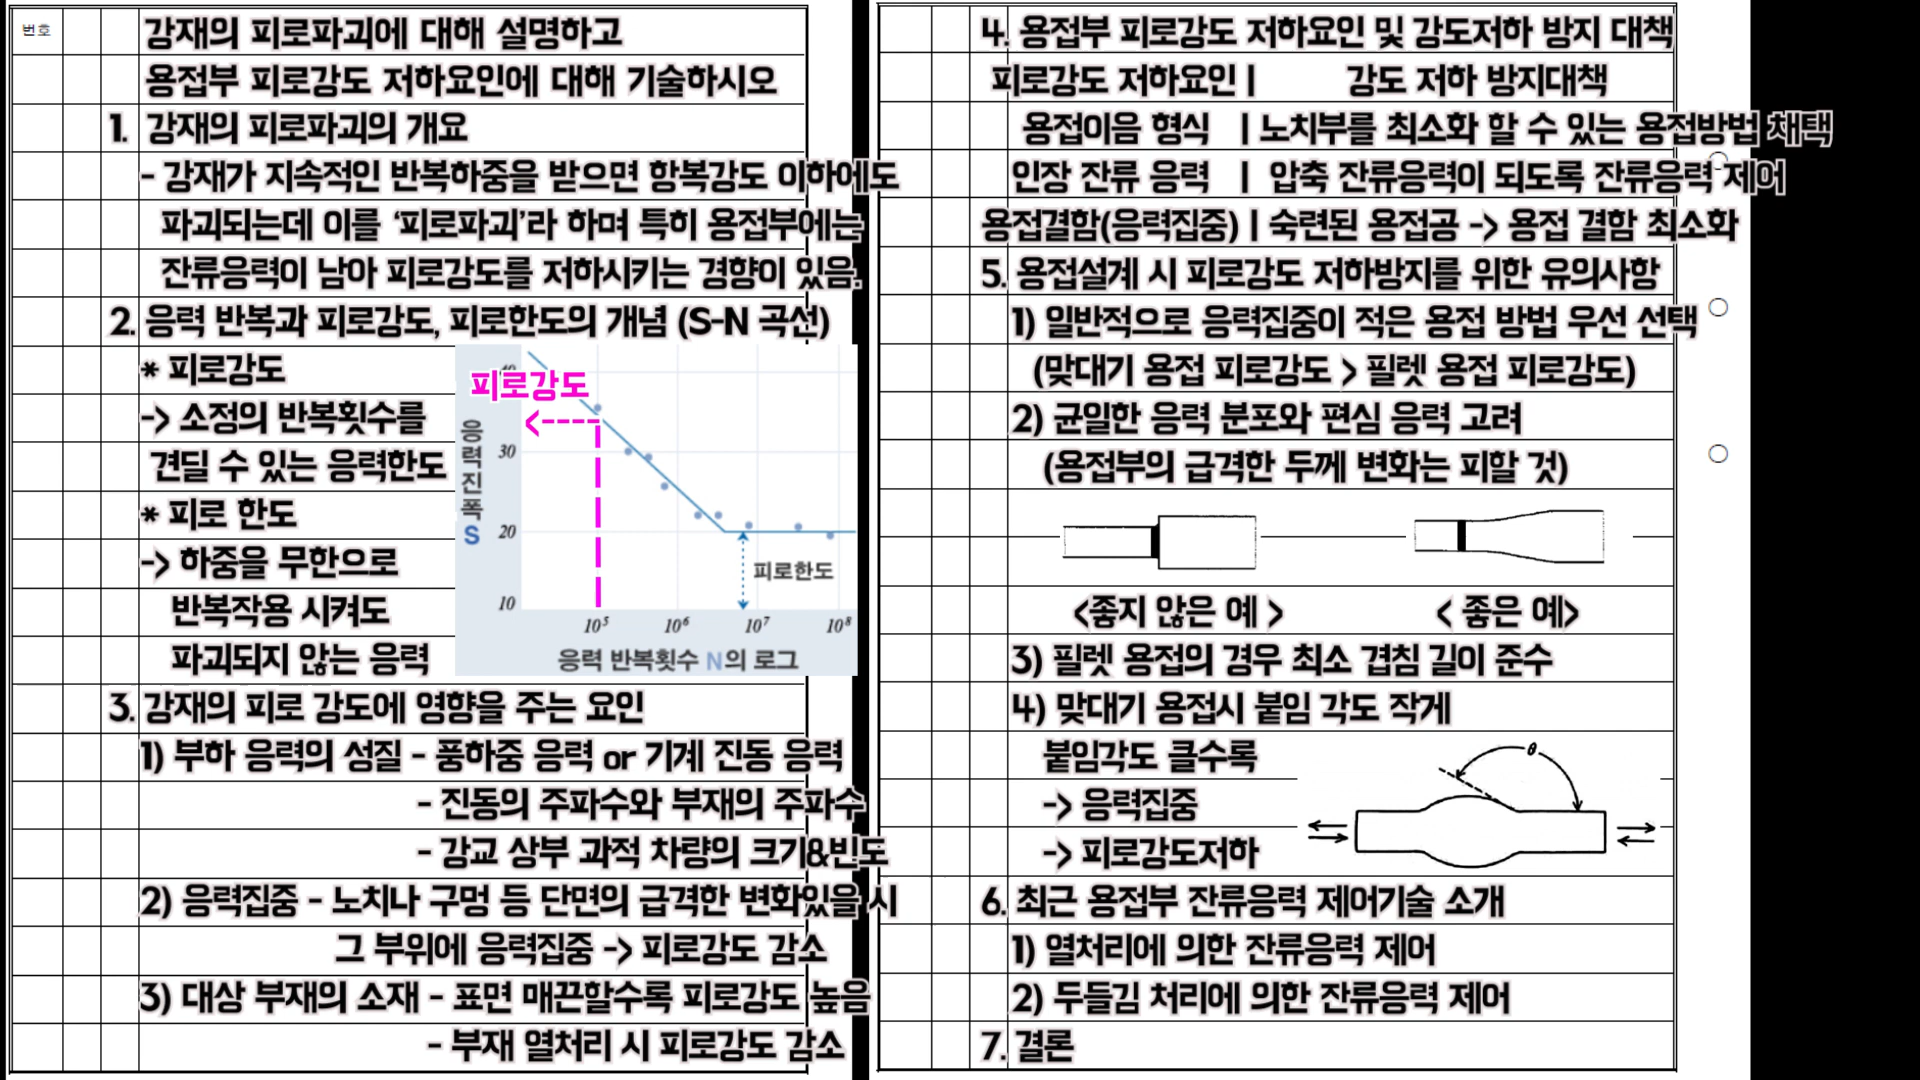 번호
강재의 피로파괴에 대해 설명하고
용접부 피로강도 저하요인에 대해 기술하시오
1. 강재의 피로파괴의 개요
- 강재가 지속적인 반복하중을 받으면 항복강도 이하에도
파괴되는데 이를 ‘피로파괴’라 하며 특히 용접부에는
잔류응력이 남아 피로강도를 저하시키는 경향이 있음.
2. 응력 반복과 피로강도, 피로한도의 개념 (S-N 곡선)
* 피로강도
-> 소정의 반복횟수를
견딜 수 있는 응력한도
* 피로 한도
-> 하중을 무한으로
반복작용 시켜도
파괴되지 않는 응력
40
피로강도
30
20
10
응력진폭 S
피로한도
10⁵ 10⁶ 10⁷ 10⁸
응력 반복횟수 N의 로그
3. 강재의 피로 강도에 영향을 주는 요인
1) 부하 응력의 성질 - 풍하중 응력 or 기계 진동 응력
- 진동의 주파수와 부재의 주파수
- 강교 상부 과적 차량의 크기&빈도
2) 응력집중 - 노치나 구멍 등 단면의 급격한 변화있을 시
그 부위에 응력집중 -> 피로강도 감소
3) 대상 부재의 소재 - 표면 매끈할수록 피로강도 높음
- 부재 열처리 시 피로강도 감소
4. 용접부 피로강도 저하요인 및 강도저하 방지 대책
피로강도 저하요인 | 강도 저하 방지대책
용접이음 형식 | 노치부를 최소화 할 수 있는 용접방법 채택
인장 잔류 응력 | 압축 잔류응력이 되도록 잔류응력 제어
용접결함(응력집중) | 숙련된 용접공 -> 용접 결함 최소화
5. 용접설계 시 피로강도 저하방지를 위한 유의사항
1) 일반적으로 응력집중이 적은 용접 방법 우선 선택
(맞대기 용접 피로강도 > 필렛 용접 피로강도)
2) 균일한 응력 분포와 편심 응력 고려
(용접부의 급격한 두께 변화는 피할 것)
<좋지 않은 예 > < 좋은 예>
3) 필렛 용접의 경우 최소 겹침 길이 준수
4) 맞대기 용접시 붙임 각도 작게
붙임각도 클수록
-> 응력집중
-> 피로강도저하
θ
6. 최근 용접부 잔류응력 제어기술 소개
1) 열처리에 의한 잔류응력 제어
2) 두들김 처리에 의한 잔류응력 제어
7. 결론